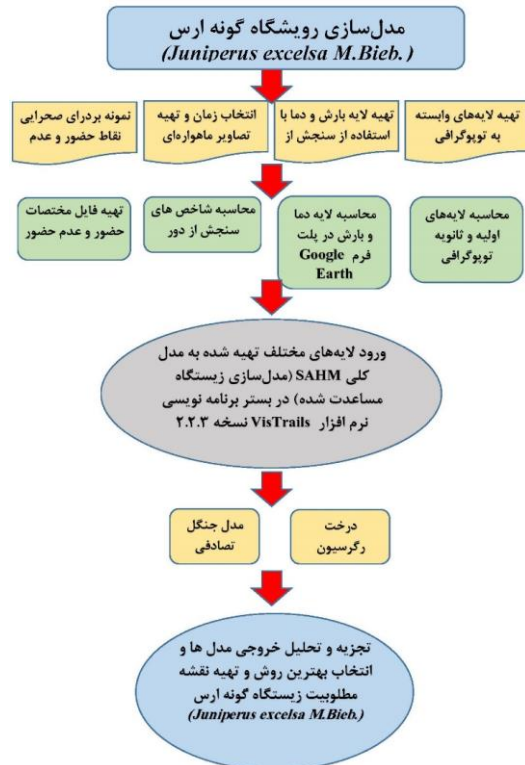 مدل‌سازی رویشگاه گونه ارس
(Juniperus excelsa M.Bieb.)
تهیه لایه‌های وابسته
به توپوگرافی
تهیه لایه بارش و دما با
استفاده از سنجش از
انتخاب زمان و تهیه
تصاویر ماهواره‌ای
نمونه بردرای صحرایی
نقاط حضور و عدم
محاسبه لایه‌های
اولیه و ثانویه
توپوگرافی
محاسبه لایه دما
و بارش در پلت
فرم Google
Earth
محاسبه شاخص های
سنجش از دور
تهیه فایل مختصات
حضور و عدم حضور
ورود لایه‌های مختلف تهیه شده به مدل
کلی SAHM (مدل‌سازی زیستگاه
مساعدت شده) در بستر برنامه نویسی
نرم افزار VisTrails نسخه ۲.۲.۳
درخت
رگرسیون
مدل جنگل
تصادفی
تجزیه و تحلیل خروجی مدل ها و
انتخاب بهترین روش و تهیه نقشه
مطلوبیت زیستگاه گونه ارس
(Juniperus excelsa M.Bieb.)